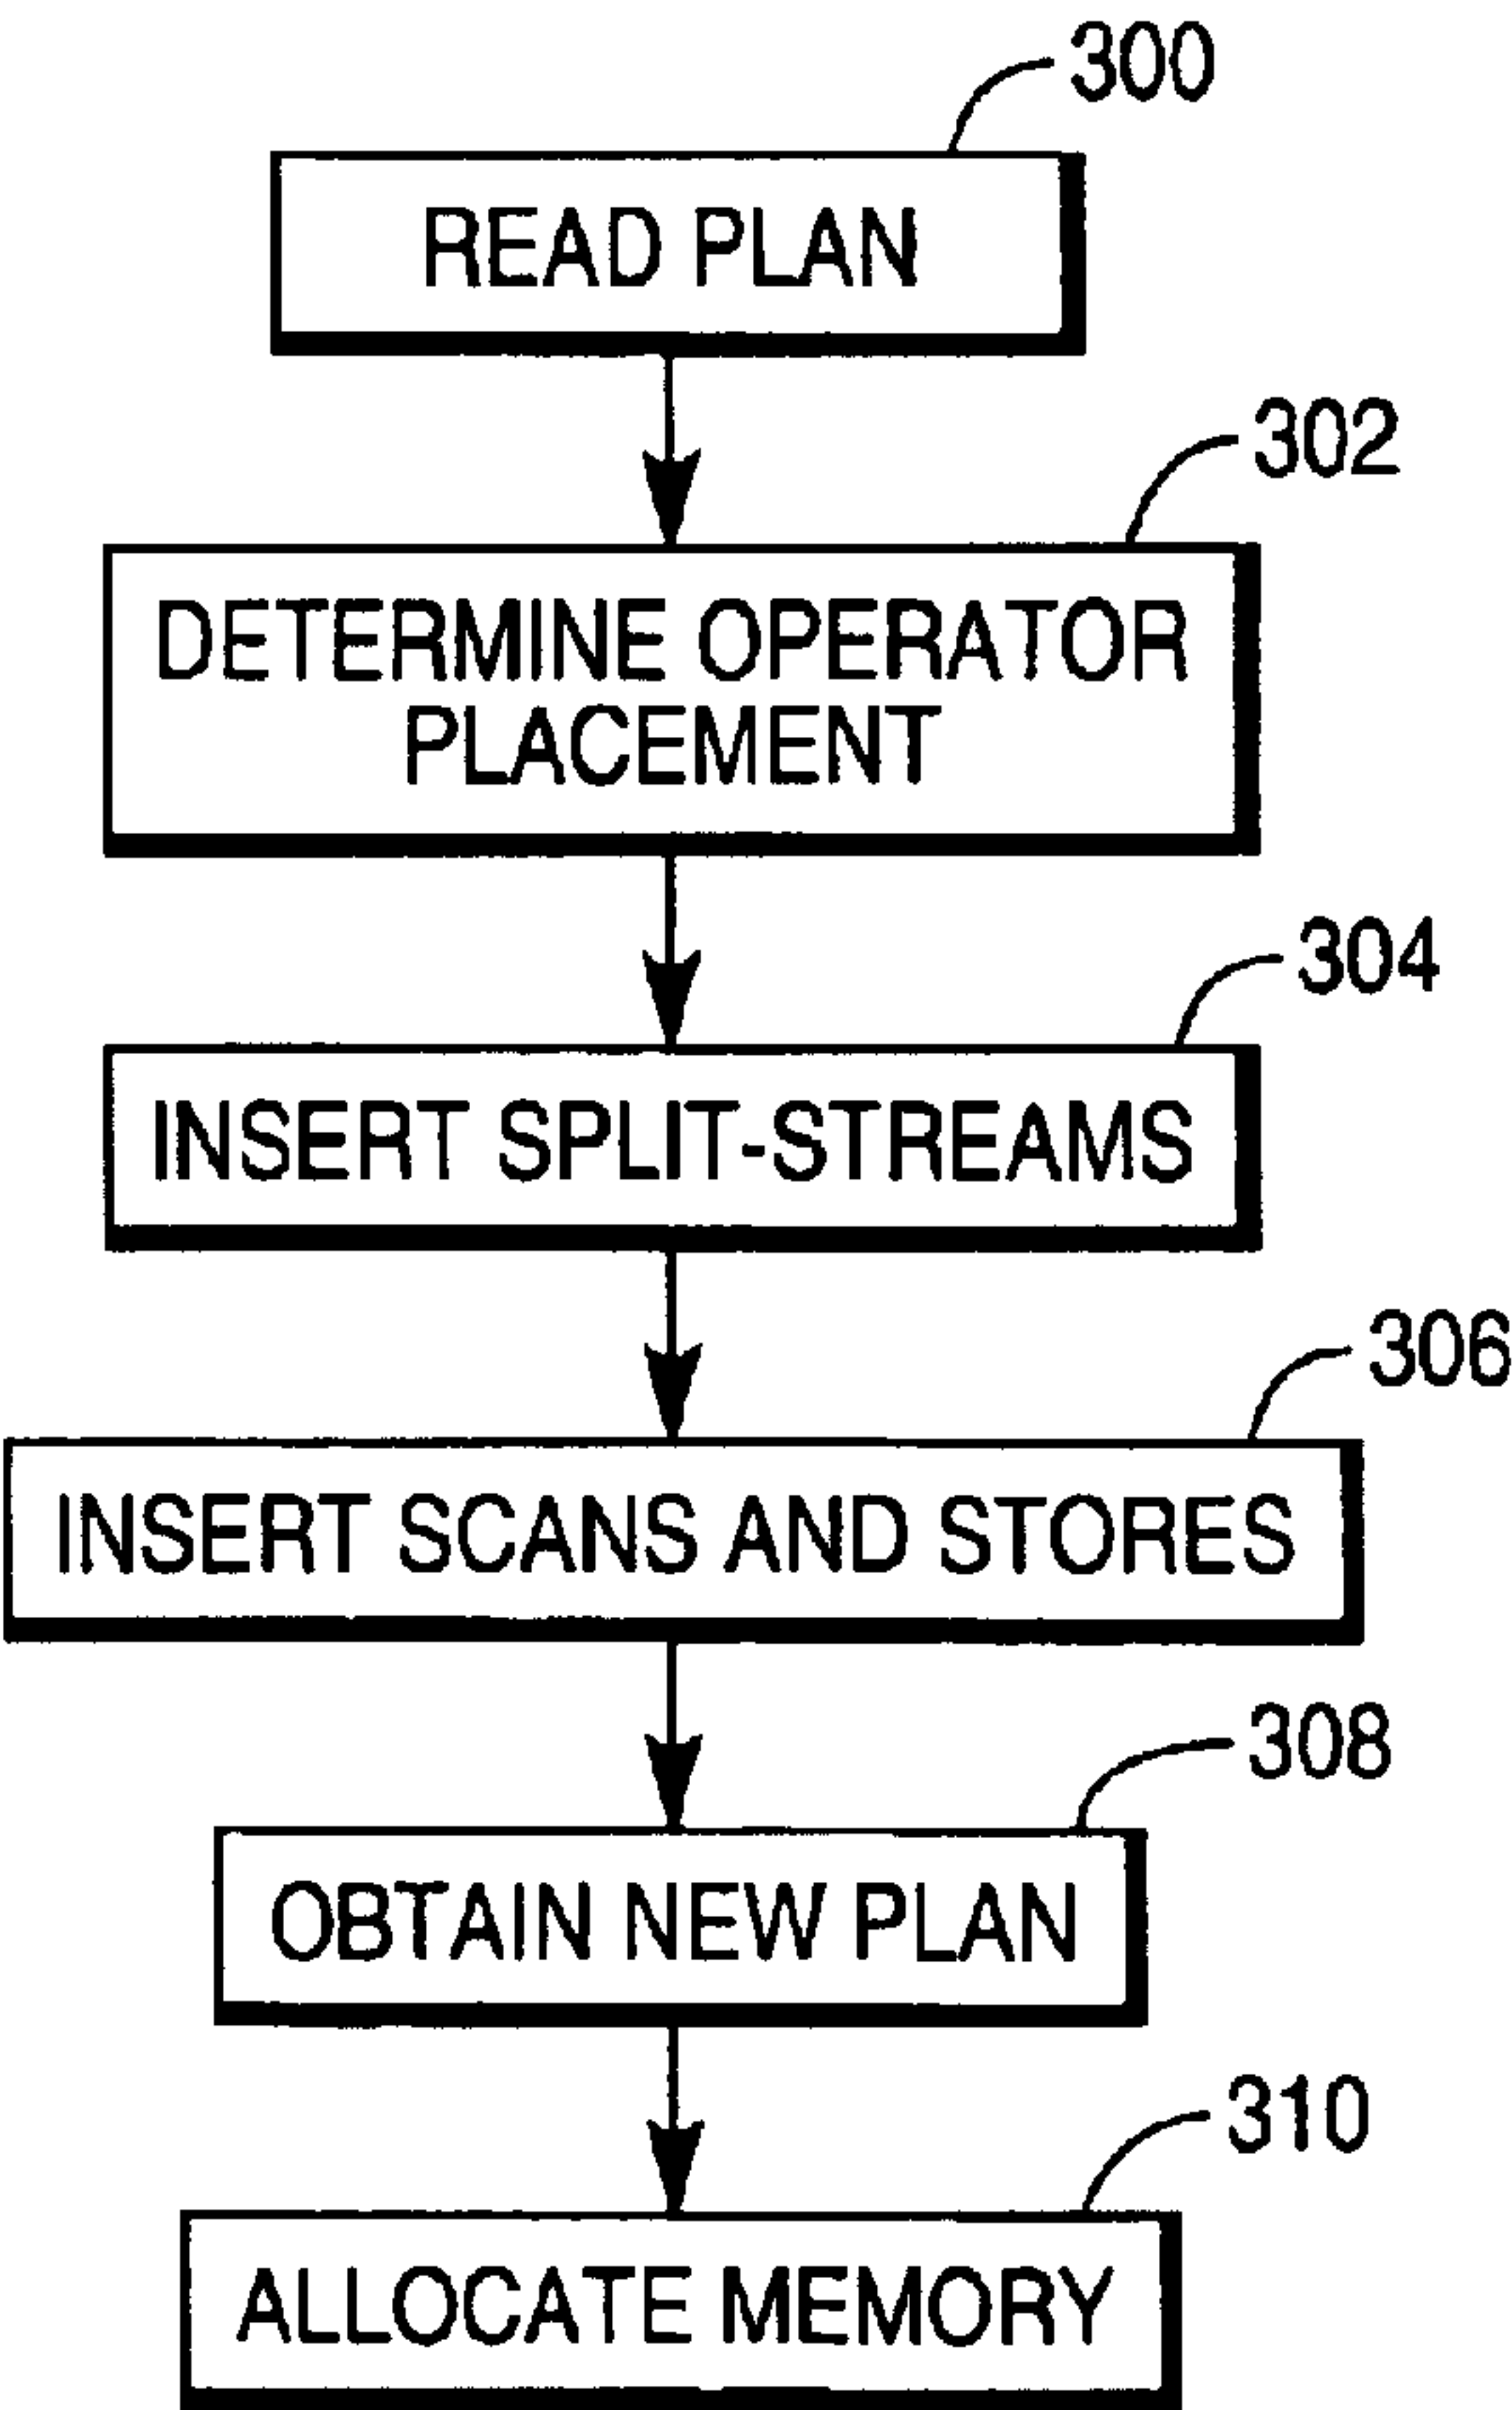 300
READ PLAN
302
DETERMINE OPERATOR
PLACEMENT
304
INSERT SPLIT-STREAMS
306
INSERT SCANS AND STORES
308
OBTAIN NEW PLAN
310
ALLOCATE MEMORY